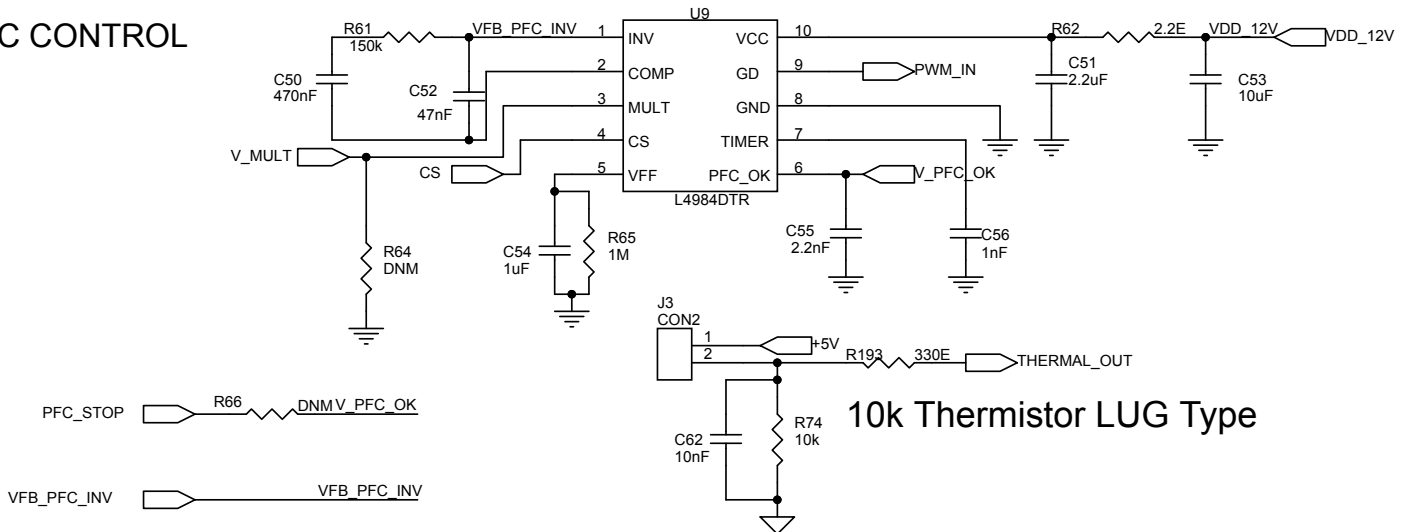 C CONTROL
U9
R61
150k
VFB_PFC_INV
1
INV
VCC
10
R62
2.2E
VDD_12V
VDD_12V
C50
470nF
C52
47nF
2
COMP
GD
9
PWM_IN
C51
2.2uF
C53
10uF
3
MULT
GND
8
V_MULT
4
CS
TIMER
7
CS
5
VFF
PFC_OK
6
V_PFC_OK
L4984DTR
R64
DNM
C54
1uF
R65
1M
C55
2.2nF
C56
1nF
J3
CON2
1
+5V
2
R193
330E
THERMAL_OUT
PFC_STOP
R66
DNM
V_PFC_OK
C62
10nF
R74
10k
10k Thermistor LUG Type
VFB_PFC_INV
VFB_PFC_INV